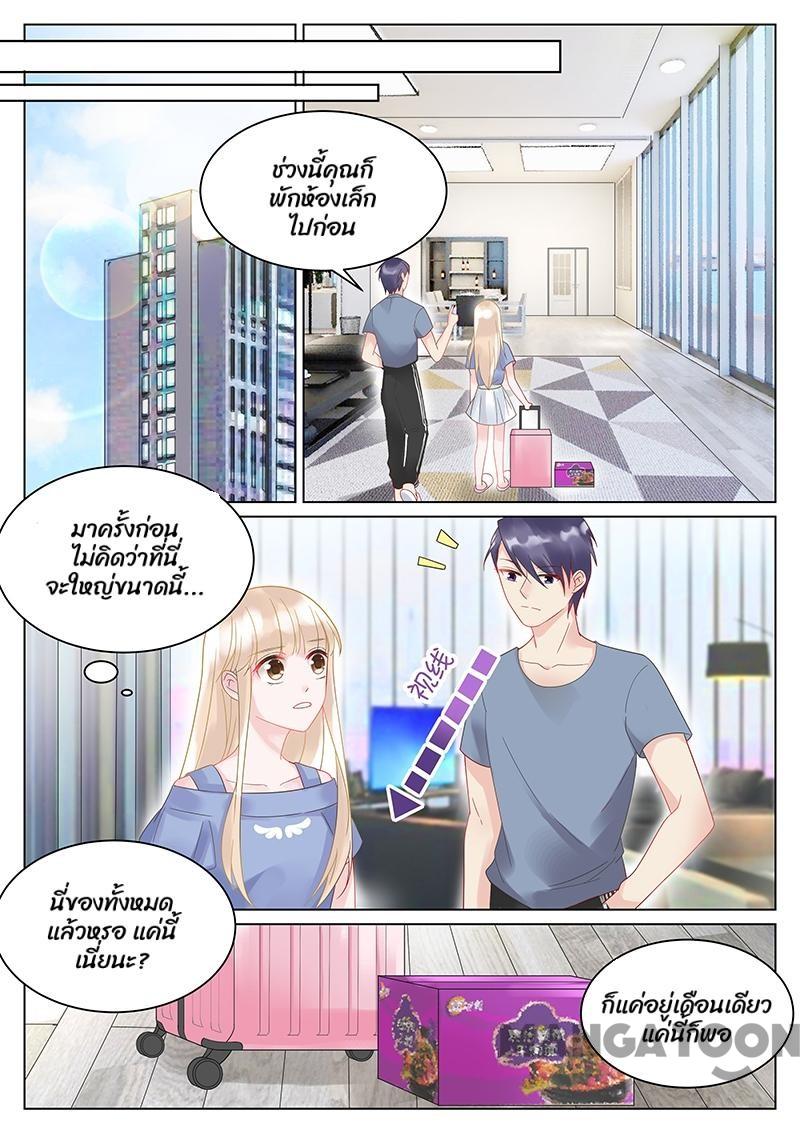 ช่วงนี้คุณก็
พักห้องเล็ก
ไปก่อน
มาครั้งก่อน
ไม่คิดว่าที่นี่
จะใหญ่ขนาดนี้...
视线
นี่ของทั้งหมด
แล้วหรอ แค่นี้
เนี่ยนะ?
ก็แค่อยู่เดือนเดียว
แค่นี้ก็พอ
MANGATOON